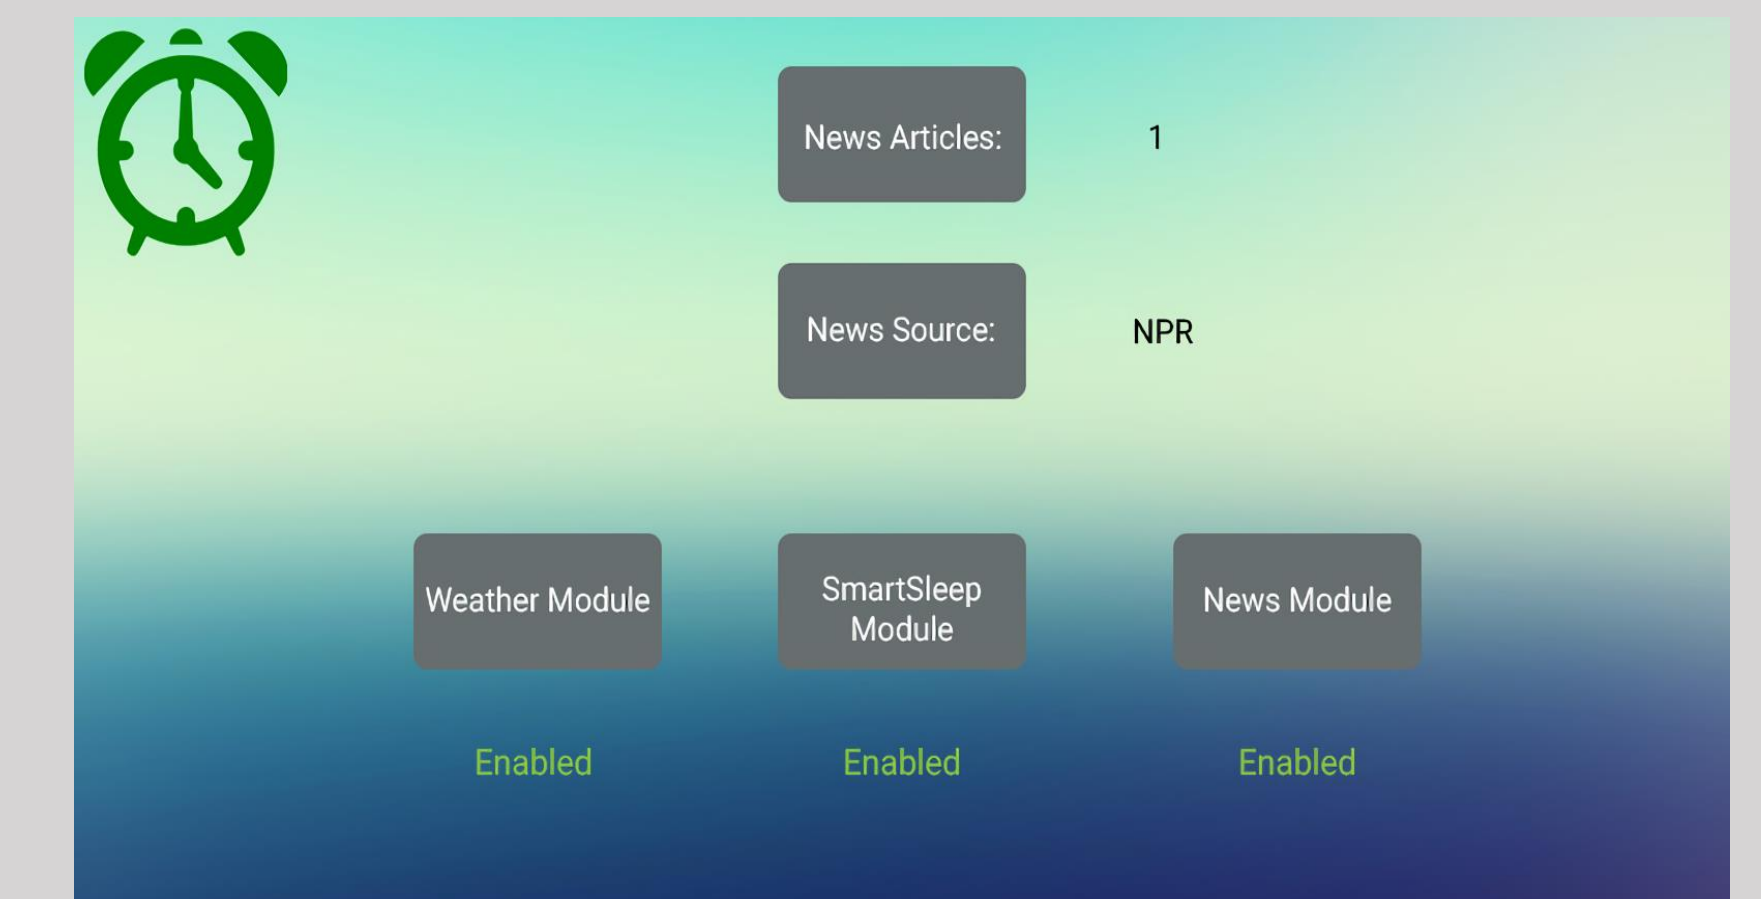 News Articles: 1
News Source: NPR
Weather Module
SmartSleep
Module
News Module
Enabled Enabled Enabled